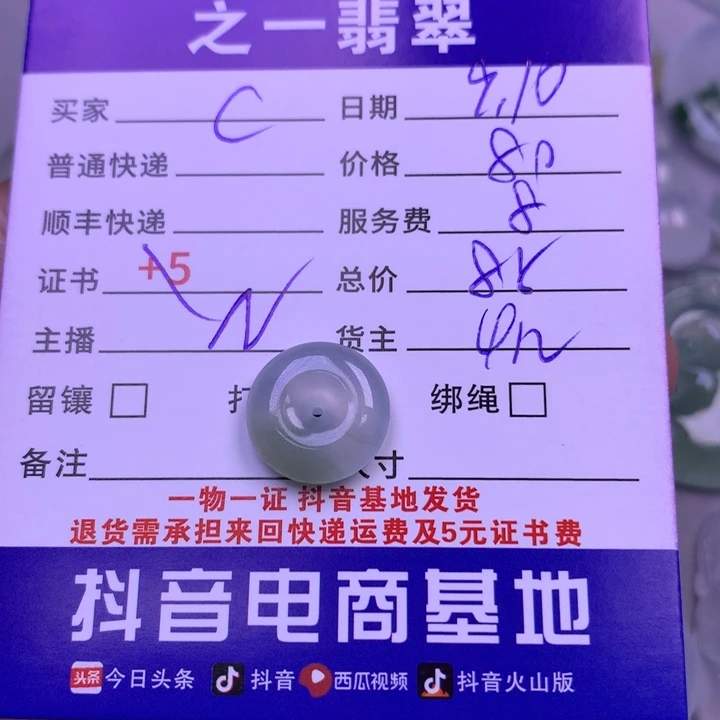 之一翡翠
买家 C 日期 4,10
普通快递 价格 80
顺丰快递 服务费 8
证书 +5 总价 88
主播 N 货主
留镶 绑绳
备注 寸
一物一证 抖音基地发货
退货需承担来回快递运费及5元证书费
抖音电商基地
头条 今日头条 抖音 西瓜视频 抖音火山版